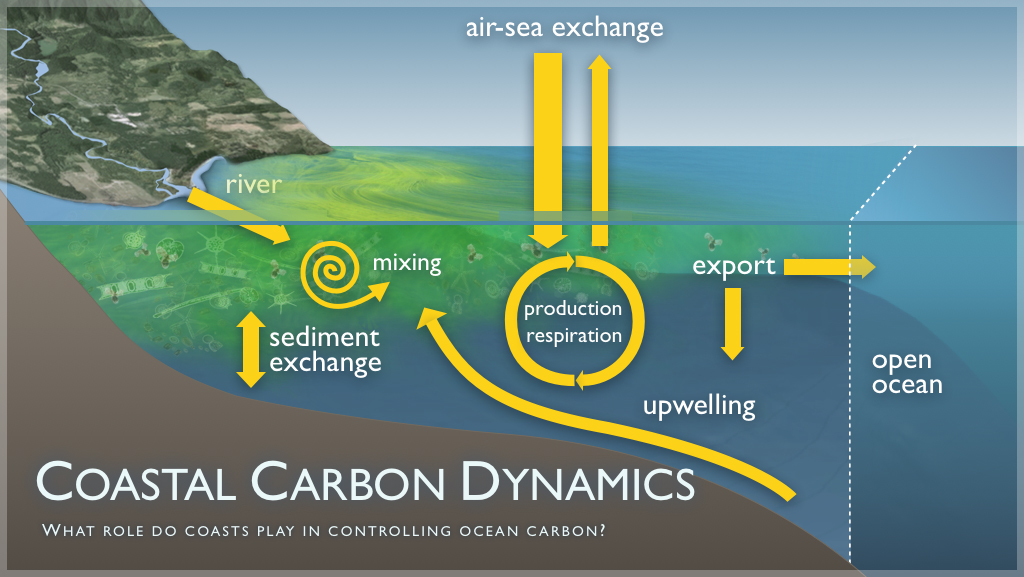 air-sea exchange
river
mixing
export
production
respiration
sediment
exchange
open
ocean
upwelling
COASTAL CARBON DYNAMICS
WHAT ROLE DO COASTS PLAY IN CONTROLLING OCEAN CARBON?